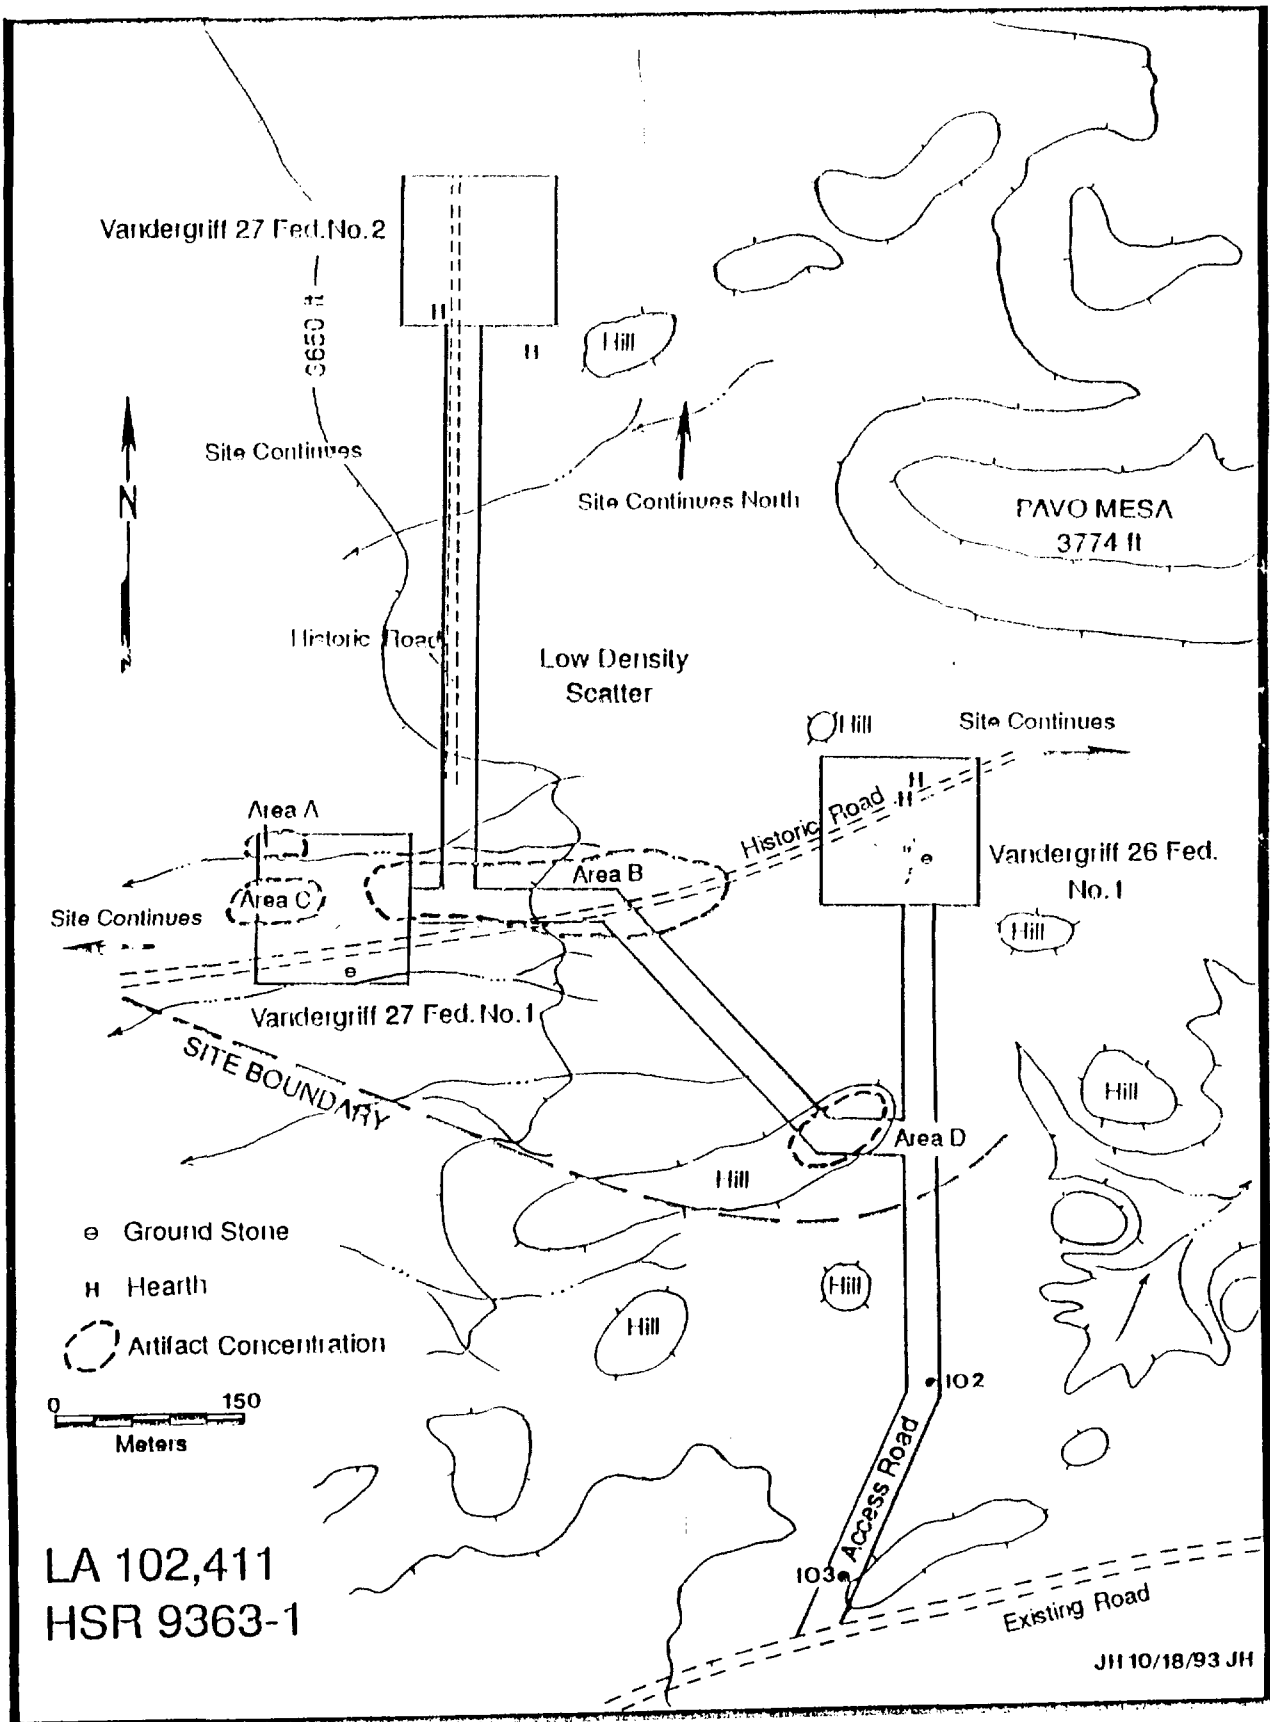 Vandergriff 27 Fed. No. 2
3650 ft
Hill
Site Continues
N
Site Continues North
PAVO MESA
3774 ft
Historic Road
Low Density
Scatter
Hill
Site Continues
Area A
Historic Road
Area B
Vandergriff 26 Fed.
No. 1
Area C
Site Continues
Hill
Vandergriff 27 Fed. No. 1
SITE BOUNDARY
Hill
Area D
Hill
Ground Stone
H Hearth
Hill
Hill
Artifact Concentration
102
0 150
Meters
Access Road
LA 102,411
103
HSR 9363-1
Existing Road
JH 10/18/93 JH
H
H
H
H